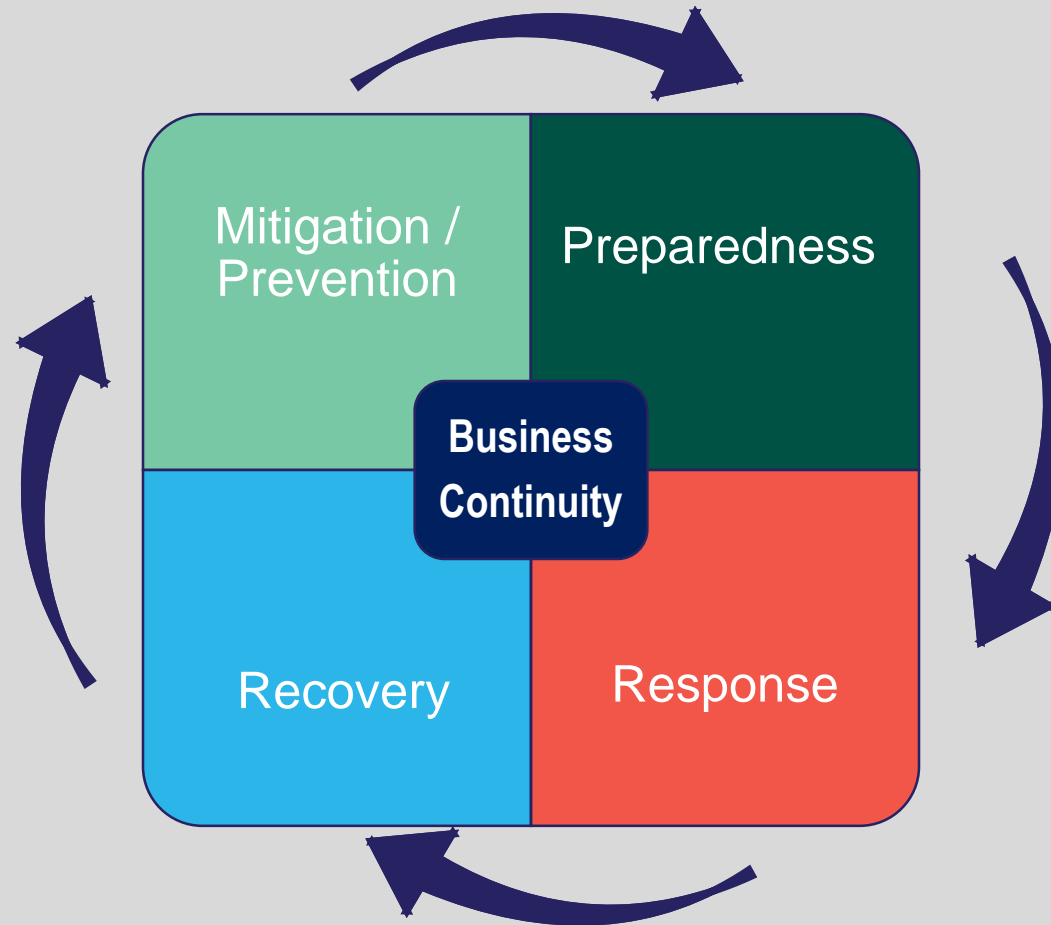 Mitigation /
Prevention
Preparedness
Business
Continuity
Recovery
Response